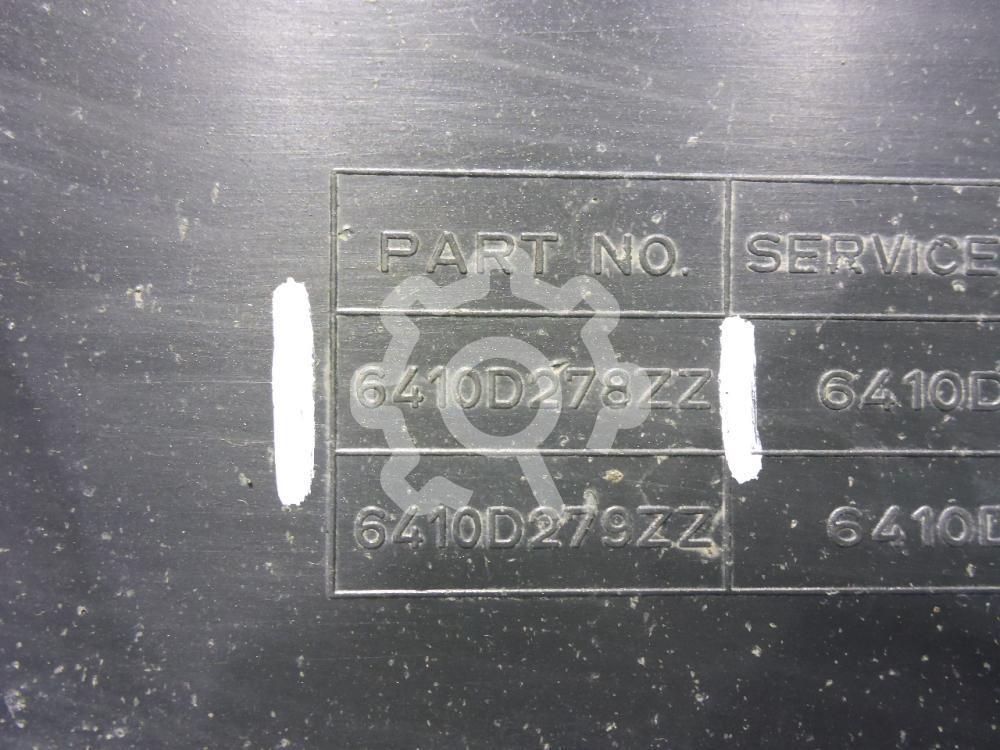 PART NO. SERVICE
6410D278ZZ 6410D
6410D279ZZ 6410D